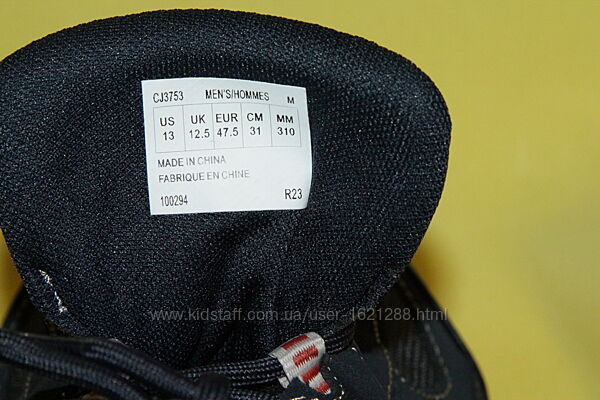 CJ3753 MEN'S/HOMMES M
US UK EUR CM MM
13 12.5 47.5 31 310
MADE IN CHINA
FABRIQUE EN CHINE
100294 R23
www.kidstaff.com.ua/user-1621288.html